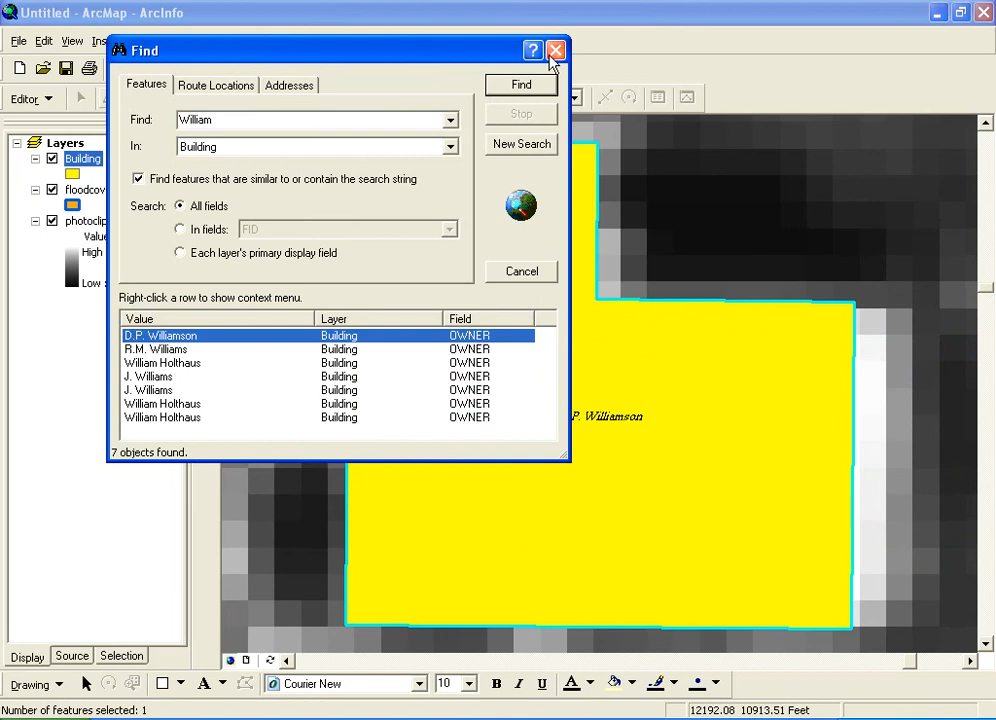 Untitled - ArcMap - ArcInfo
File Edit View
Editor
Layers
Building
floodcov
photoclip
Value
High
Low :
Find
Features Route Locations Addresses
Find: William
In: Building
Find features that are similar to or contain the search string
Search: All fields
In fields: FID
Each layer's primary display field
Find
Stop
New Search
Cancel
Right-click a row to show context menu.
Value Layer Field
D.P. Williamson Building OWNER
R.M. Williams Building OWNER
William Holthaus Building OWNER
J. Williams Building OWNER
J. Williams Building OWNER
William Holthaus Building OWNER
William Holthaus Building OWNER
7 objects found.
P. Williamson
Display Source Selection
Drawing A Courier New 10 B I U A
Number of features selected: 1
12192.08 10913.51 Feet